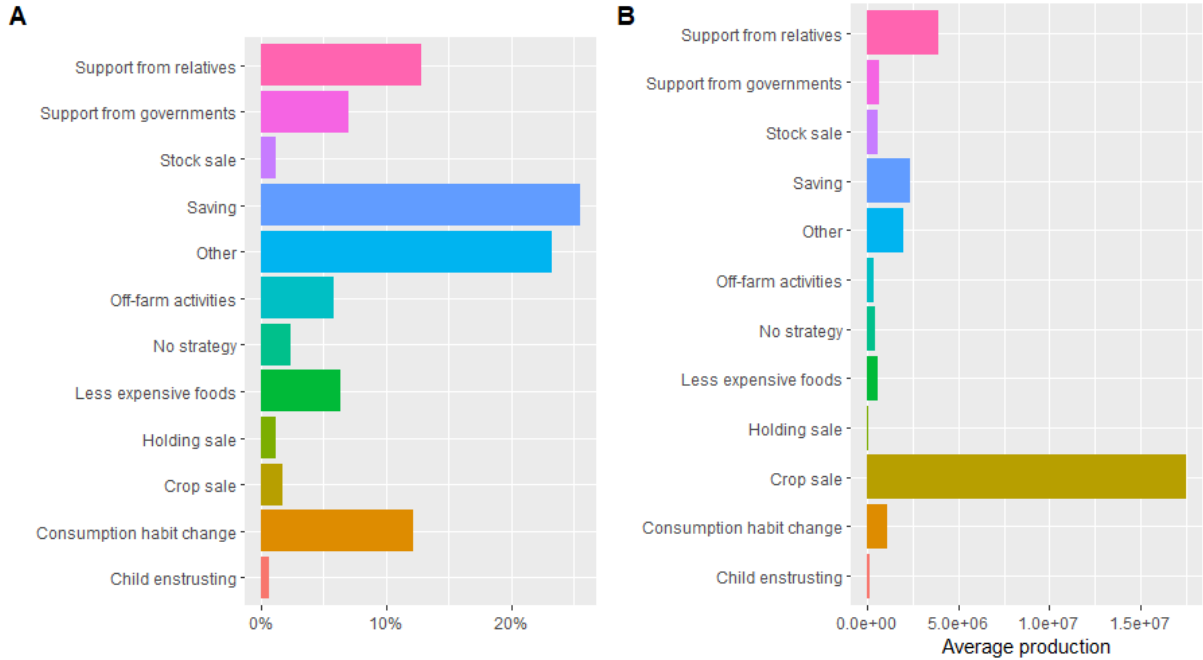 A
Support from relatives
Support from governments
Stock sale
Saving
Other
Off-farm activities
No strategy
Less expensive foods
Holding sale
Crop sale
Consumption habit change
Child enstrusting
0%
10%
20%
B
Support from relatives
Support from governments
Stock sale
Saving
Other
Off-farm activities
No strategy
Less expensive foods
Holding sale
Crop sale
Consumption habit change
Child enstrusting
0.0e+00
5.0e+06
1.0e+07
1.5e+07
Average production